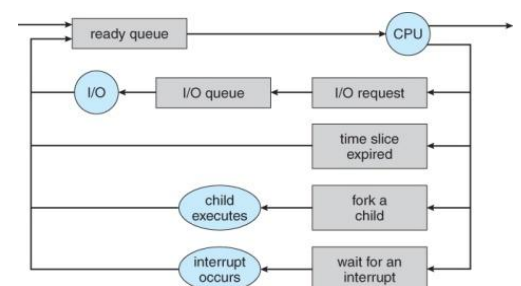 ready queue
CPU
I/O
I/O queue
I/O request
time slice
expired
child
executes
fork a
child
interrupt
occurs
wait for an
interrupt